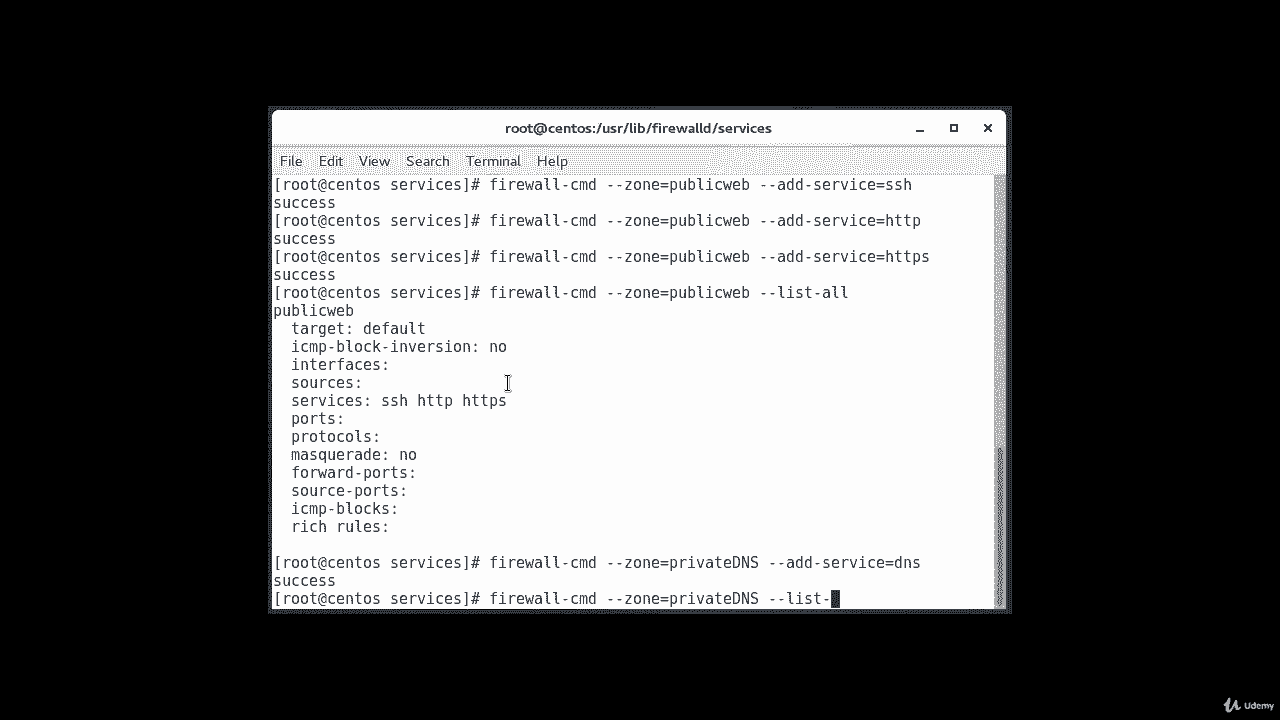 root@centos:/usr/lib/firewalld/services
File Edit View Search Terminal Help
[root@centos services]# firewall-cmd --zone=publicweb --add-service=ssh
success
[root@centos services]# firewall-cmd --zone=publicweb --add-service=http
success
[root@centos services]# firewall-cmd --zone=publicweb --add-service=https
success
[root@centos services]# firewall-cmd --zone=publicweb --list-all
publicweb
  target: default
  icmp-block-inversion: no
  interfaces:
  sources:
  services: ssh http https
  ports:
  protocols:
  masquerade: no
  forward-ports:
  source-ports:
  icmp-blocks:
  rich rules:
[root@centos services]# firewall-cmd --zone=privateDNS --add-service=dns
success
[root@centos services]# firewall-cmd --zone=privateDNS --list-
Udemy